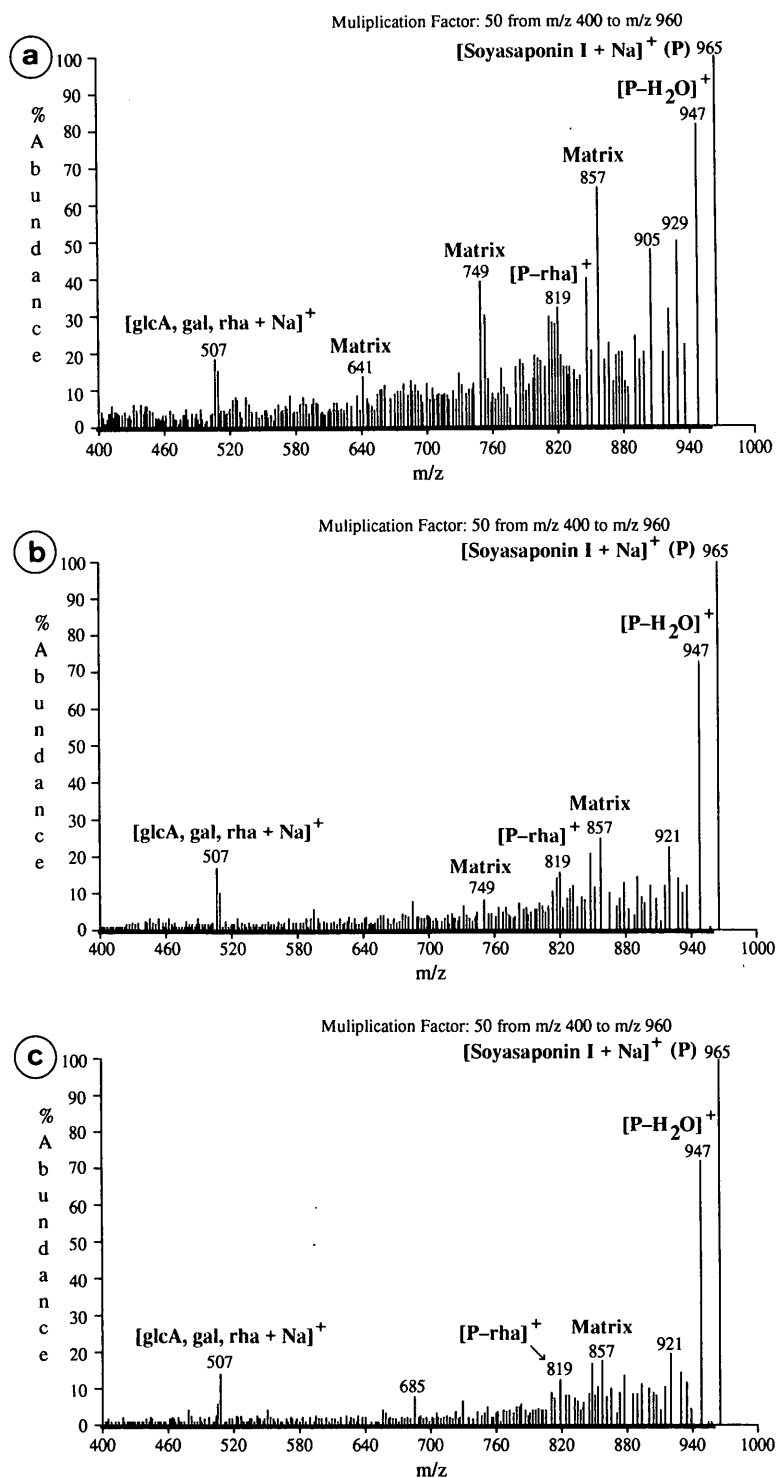 Muliplication Factor: 50 from m/z 400 to m/z 960
a
[Soyasaponin I + Na]+ (P) 965
[P–H2O]+
947
Matrix
857
929
905
Matrix
749
[P–rha]+
819
[glcA, gal, rha + Na]+
507
Matrix
641
% Abundance
100
90
80
70
60
50
40
30
20
10
0
400 460 520 580 640 700 760 820 880 940 1000
m/z
Muliplication Factor: 50 from m/z 400 to m/z 960
b
[Soyasaponin I + Na]+ (P) 965
[P–H2O]+
947
Matrix
857
[P–rha]+
819
921
[glcA, gal, rha + Na]+
507
Matrix
749
% Abundance
100
90
80
70
60
50
40
30
20
10
0
400 460 520 580 640 700 760 820 880 940 1000
m/z
Muliplication Factor: 50 from m/z 400 to m/z 960
c
[Soyasaponin I + Na]+ (P) 965
[P–H2O]+
947
[P–rha]+
819
Matrix
857
921
[glcA, gal, rha + Na]+
507
685
% Abundance
100
90
80
70
60
50
40
30
20
10
0
400 460 520 580 640 700 760 820 880 940 1000
m/z